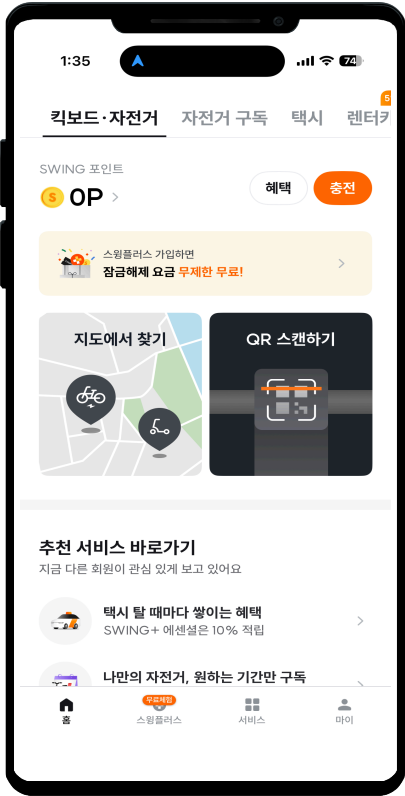 1:35
74
킥보드·자전거 자전거 구독 택시 렌터카
5
SWING 포인트
S 0P
혜택 충전
스윙플러스 가입하면
잠금해제 요금 무제한 무료!
지도에서 찾기
QR 스캔하기
추천 서비스 바로가기
지금 다른 회원이 관심 있게 보고 있어요
택시 탈 때마다 쌓이는 혜택
SWING+ 에센셜은 10% 적립
나만의 자전거, 원하는 기간만 구독
무료체험
홈 스윙플러스 서비스 마이